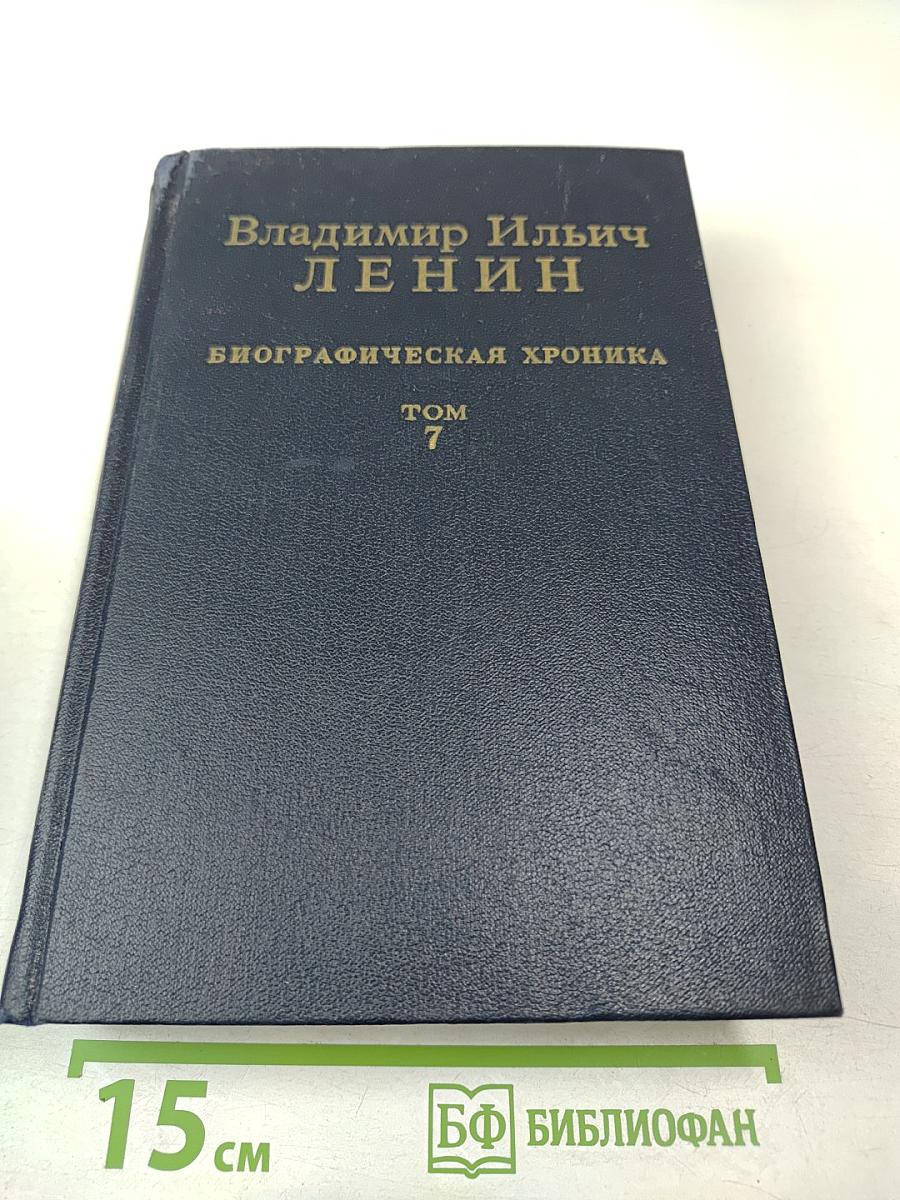 Владимир Ильич
ЛЕНИН
БИОГРАФИЧЕСКАЯ ХРОНИКА
ТОМ
7
15 см
БФ БИБЛИОФАН